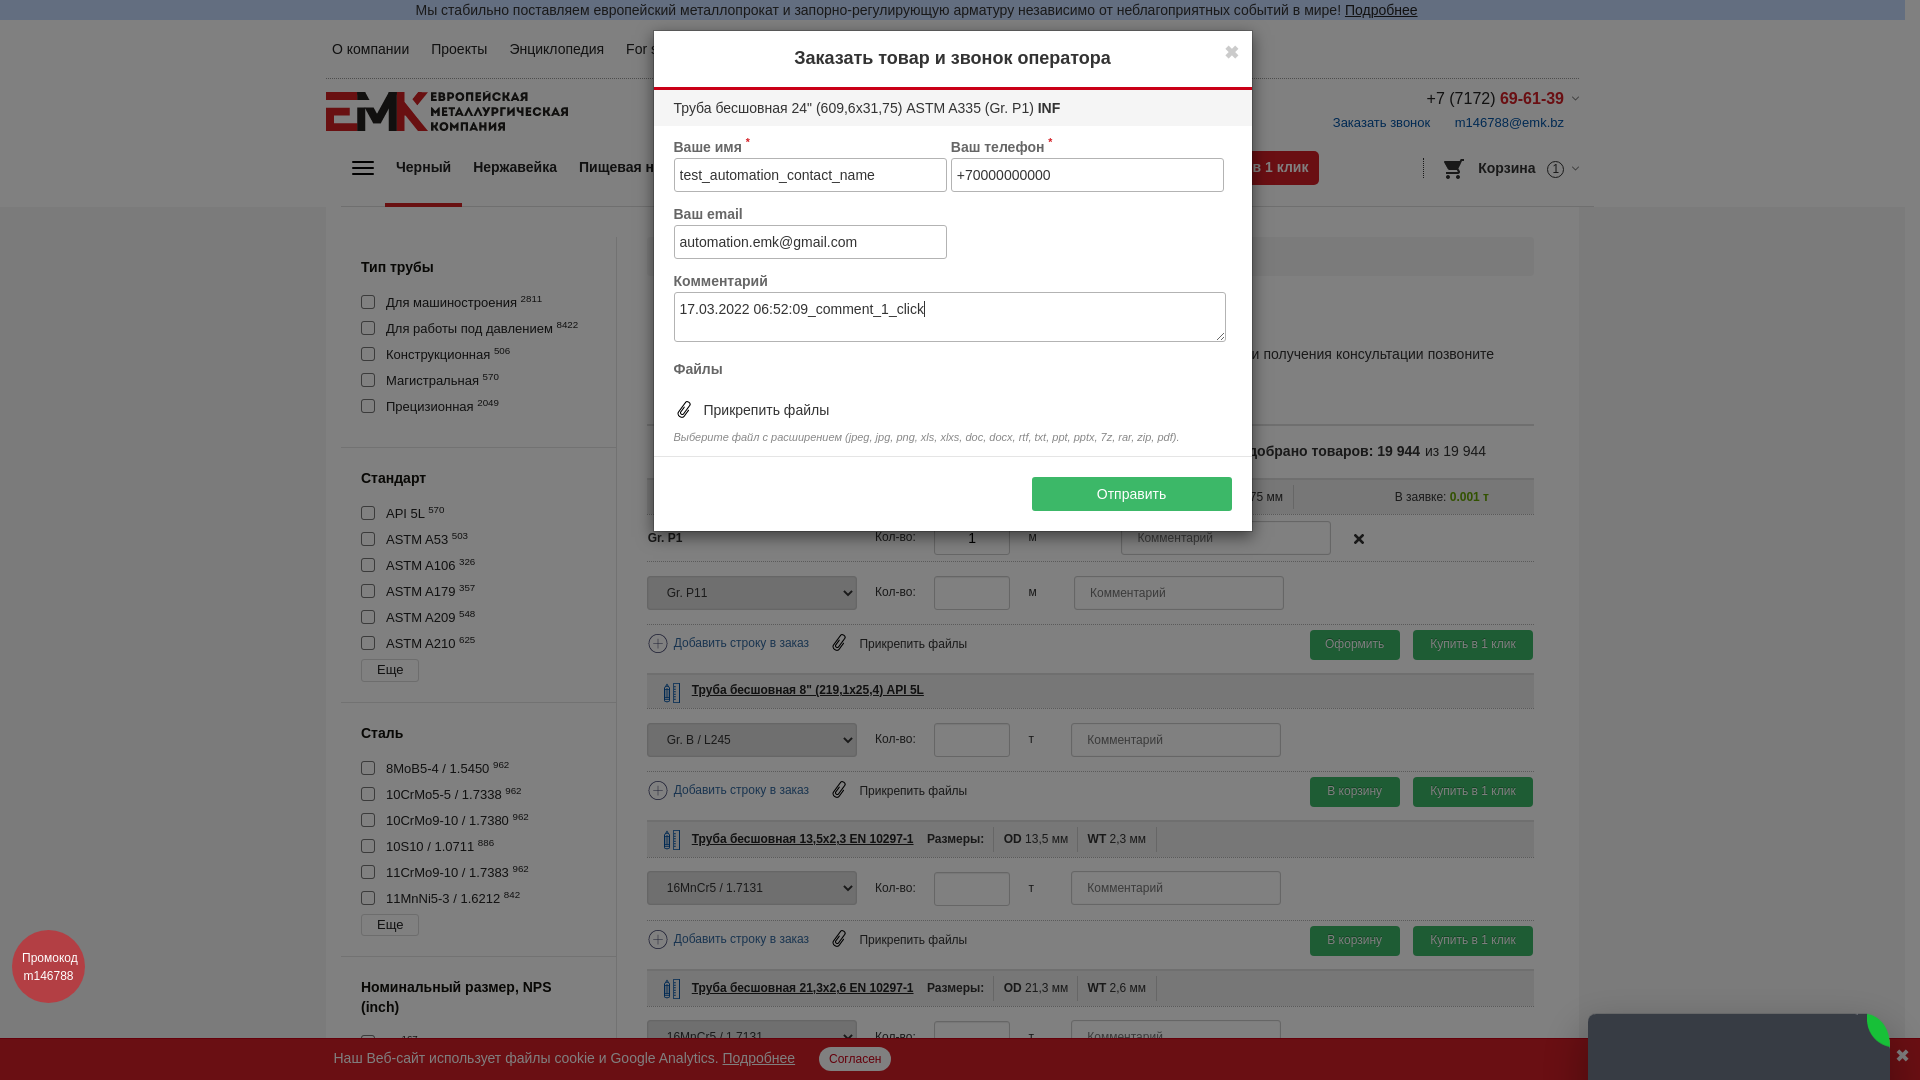 Мы стабильно поставляем европейский металлопрокат и запорно-регулирующую арматуру независимо от неблагоприятных событий в мире! Подробнее
О компании Проекты Энциклопедия For s
ЕВРОПЕЙСКАЯ
МЕТАЛЛУРГИЧЕСКАЯ
КОМПАНИЯ
ЕМК
+7 (7172) 69-61-39
Заказать звонок m146788@emk.bz
Черный Нержавейка Пищевая н
в 1 клик
Корзина 1
Заказать товар и звонок оператора
✖
Труба бесшовная 24" (609,6x31,75) ASTM A335 (Gr. P1) INF
Ваше имя * Ваш телефон *
test_automation_contact_name +70000000000
Ваш email
automation.emk@gmail.com
Комментарий
17.03.2022 06:52:09_comment_1_click
Файлы
Прикрепить файлы
Выберите файл с расширением (jpeg, jpg, png, xls, xlxs, doc, docx, rtf, txt, ppt, pptx, 7z, rar, zip, pdf).
Отправить
Тип трубы
Для машиностроения 2811
Для работы под давлением 8422
Конструкционная 506
Магистральная 570
Прецизионная 2049
Стандарт
API 5L 570
ASTM A53 503
ASTM A106 326
ASTM A179 357
ASTM A209 548
ASTM A210 625
Еще
Сталь
8MoB5-4 / 1.5450 962
10CrMo5-5 / 1.7338 962
10CrMo9-10 / 1.7380 962
10S10 / 1.0711 886
11CrMo9-10 / 1.7383 962
11MnNi5-3 / 1.6212 842
Еще
Номинальный размер, NPS
(inch)
и получения консультации позвоните
добрано товаров: 19 944 из 19 944
75 мм В заявке: 0.001 т
Gr. P1 Кол-во: 1 м Комментарий
Gr. P11 Кол-во: м Комментарий
Добавить строку в заказ Прикрепить файлы Оформить Купить в 1 клик
Труба бесшовная 8" (219,1x25,4) API 5L
Gr. B / L245 Кол-во: т Комментарий
Добавить строку в заказ Прикрепить файлы В корзину Купить в 1 клик
Труба бесшовная 13,5x2,3 EN 10297-1 Размеры: OD 13,5 мм WT 2,3 мм
16MnCr5 / 1.7131 Кол-во: т Комментарий
Добавить строку в заказ Прикрепить файлы В корзину Купить в 1 клик
Труба бесшовная 21,3x2,6 EN 10297-1 Размеры: OD 21,3 мм WT 2,6 мм
16MnCr5 / 1.7131 Кол-во: т Комментарий
Промокод
m146788
Наш Веб-сайт использует файлы cookie и Google Analytics. Подробнее Согласен ✖